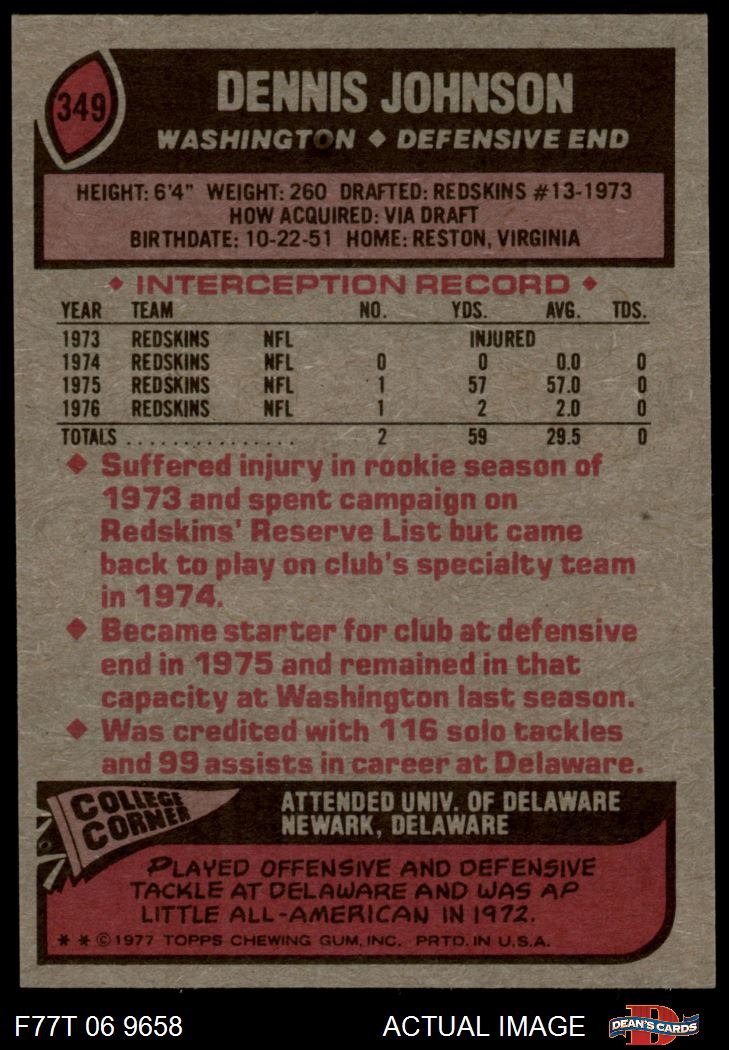 349
DENNIS JOHNSON
WASHINGTON ◆ DEFENSIVE END
HEIGHT: 6'4" WEIGHT: 260 DRAFTED: REDSKINS #13-1973
HOW ACQUIRED: VIA DRAFT
BIRTHDATE: 10-22-51 HOME: RESTON, VIRGINIA
◆ INTERCEPTION RECORD ◆
YEAR TEAM NO. YDS. AVG. TDS.
1973 REDSKINS NFL INJURED
1974 REDSKINS NFL 0 0 0.0 0
1975 REDSKINS NFL 1 57 57.0 0
1976 REDSKINS NFL 1 2 2.0 0
TOTALS ................ 2 59 29.5 0
◆ Suffered injury in rookie season of
1973 and spent campaign on
Redskins' Reserve List but came
back to play on club's specialty team
in 1974.
◆ Became starter for club at defensive
end in 1975 and remained in that
capacity at Washington last season.
◆ Was credited with 116 solo tackles
and 99 assists in career at Delaware.
COLLEGE
CORNER
ATTENDED UNIV. OF DELAWARE
NEWARK, DELAWARE
PLAYED OFFENSIVE AND DEFENSIVE
TACKLE AT DELAWARE AND WAS AP
LITTLE ALL-AMERICAN IN 1972.
* * © 1977 TOPPS CHEWING GUM, INC. PRTD. IN U.S.A.
F77T 06 9658 ACTUAL IMAGE
D
DEAN'S CARDS